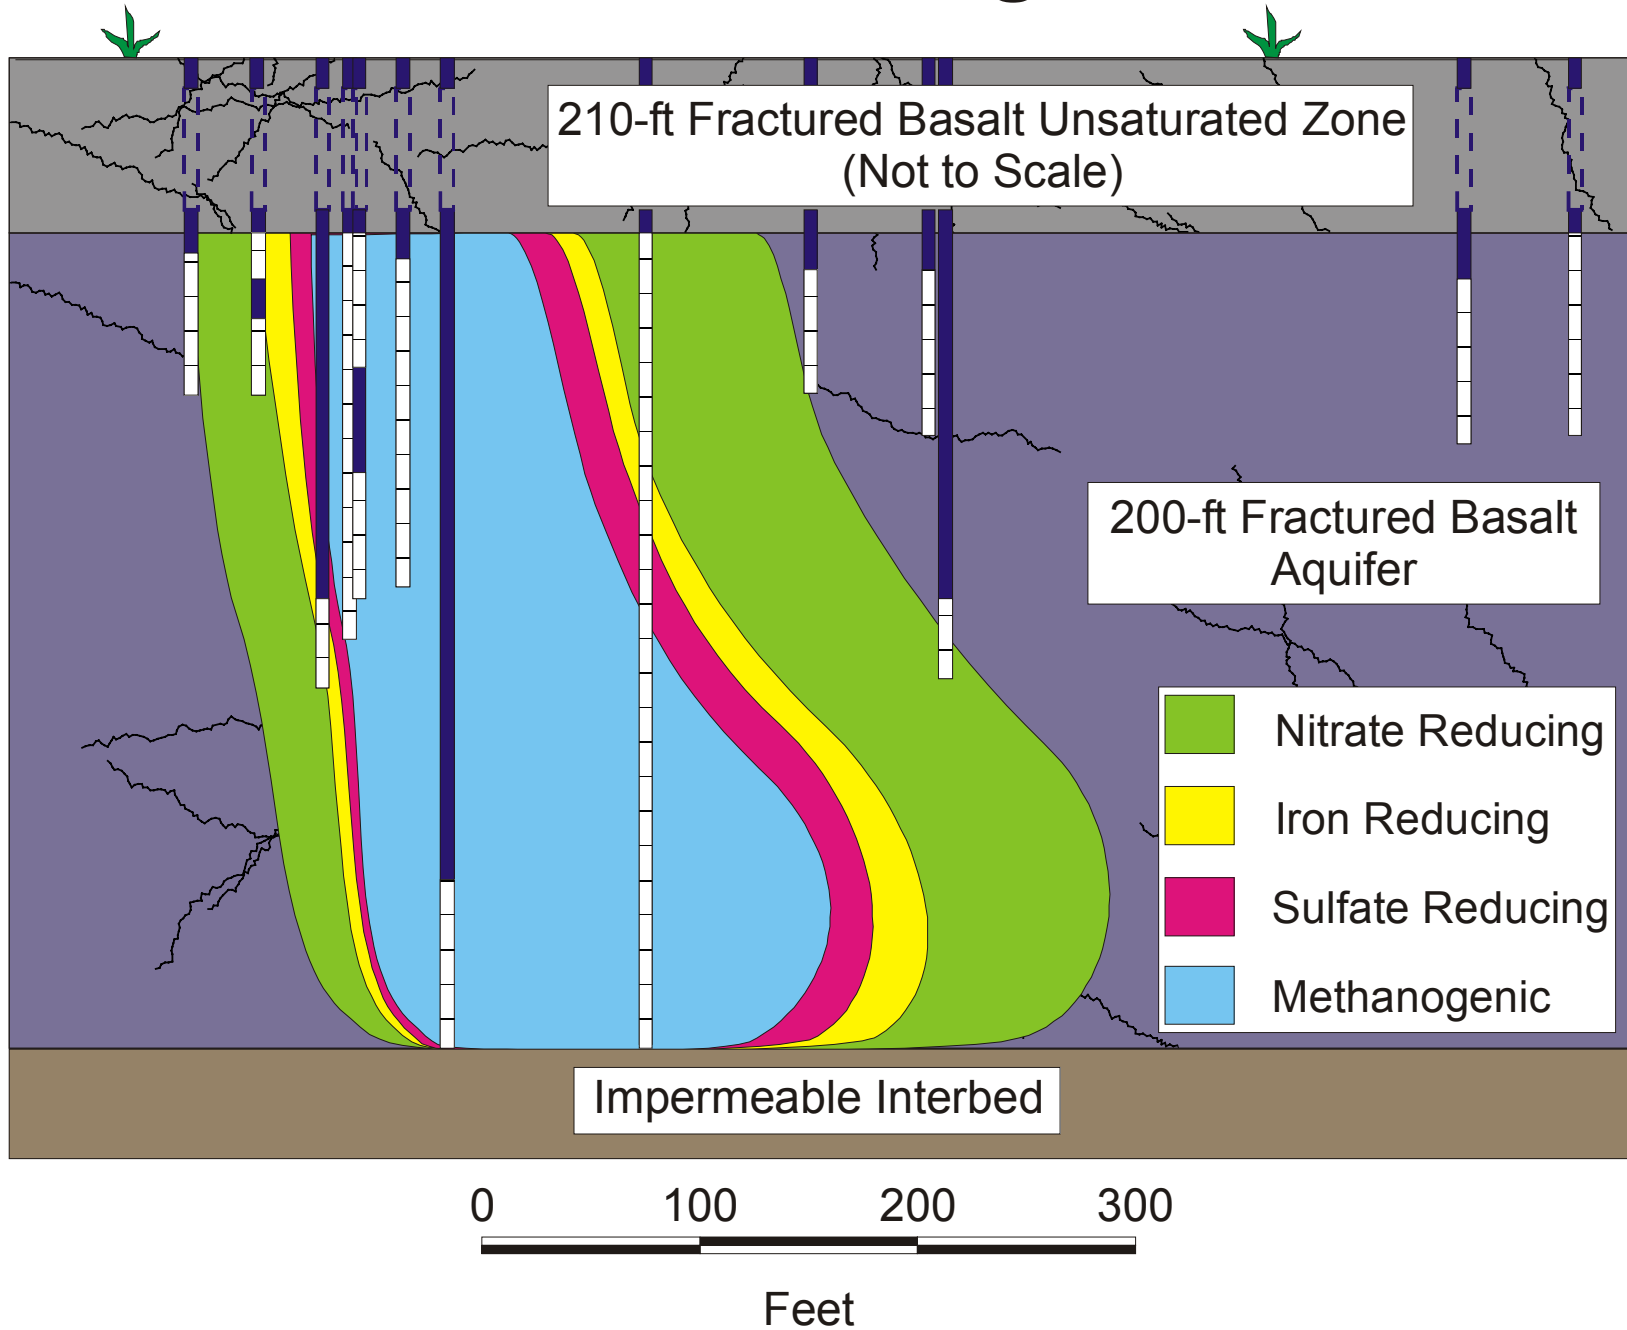 210-ft Fractured Basalt Unsaturated Zone
(Not to Scale)
200-ft Fractured Basalt
Aquifer
Nitrate Reducing
Iron Reducing
Sulfate Reducing
Methanogenic
Impermeable Interbed
0 100 200 300
Feet